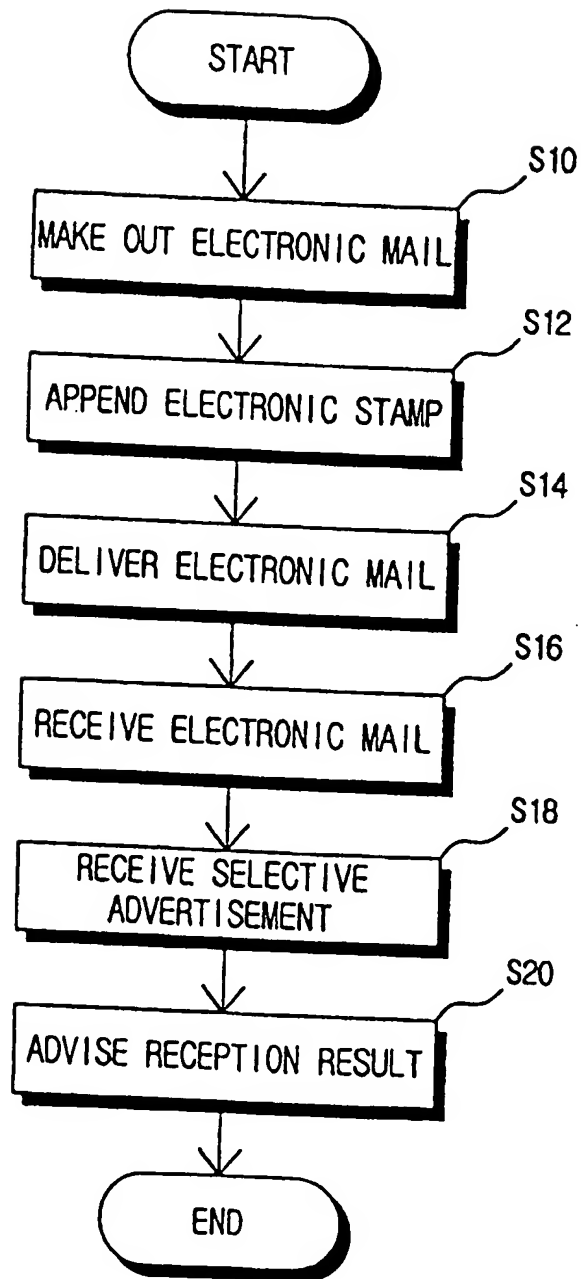 START
S10
MAKE OUT ELECTRONIC MAIL
S12
APPEND ELECTRONIC STAMP
S14
DELIVER ELECTRONIC MAIL
S16
RECEIVE ELECTRONIC MAIL
S18
RECEIVE SELECTIVE
ADVERTISEMENT
S20
ADVISE RECEPTION RESULT
END